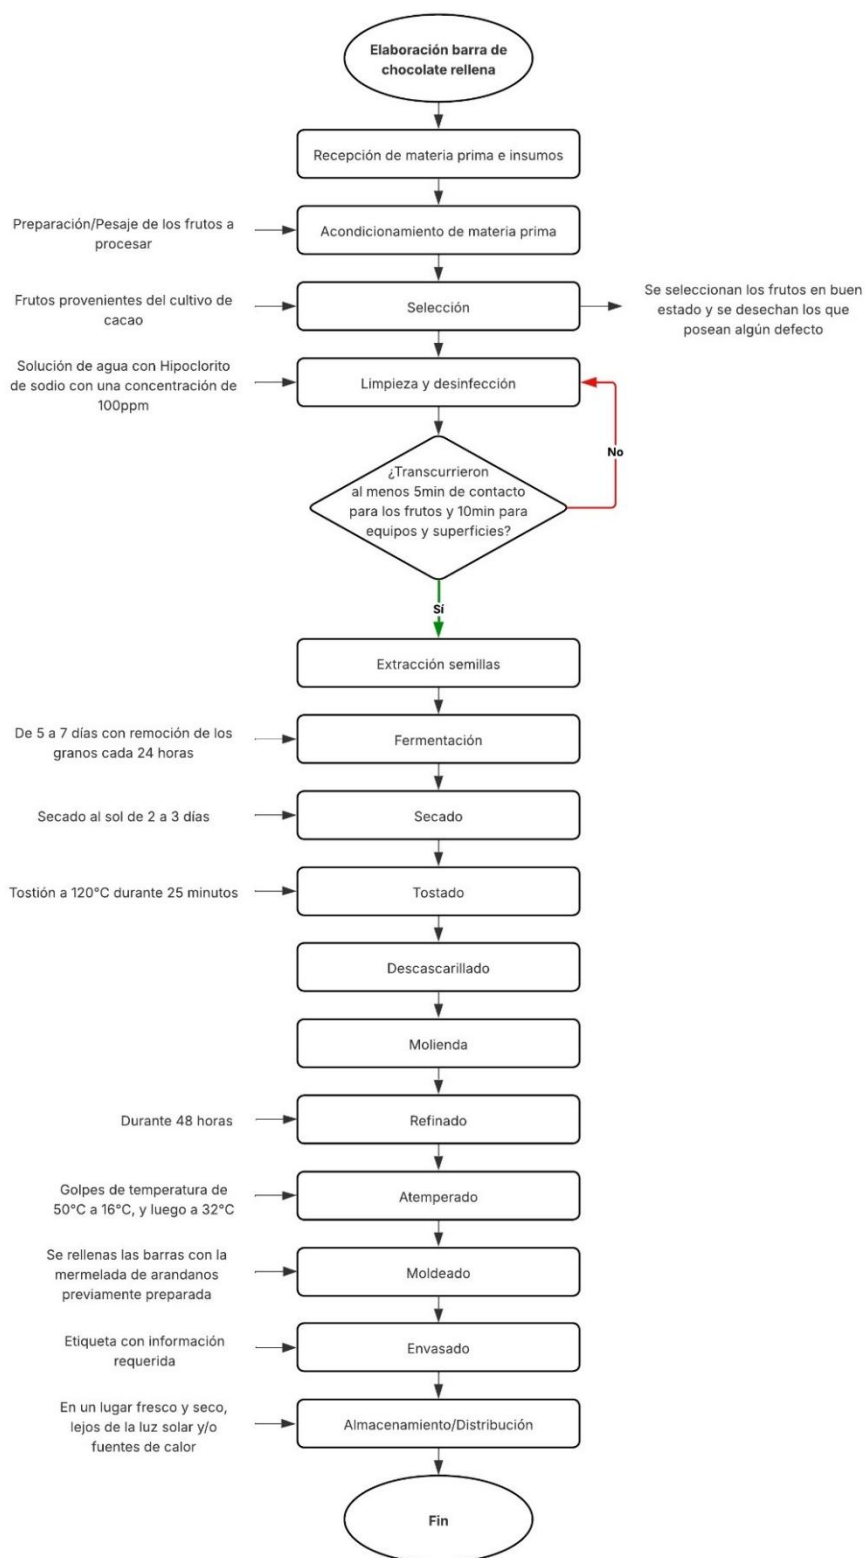 Elaboración barra de
chocolate rellena
Recepción de materia prima e insumos
Preparación/Pesaje de los frutos a
procesar
Acondicionamiento de materia prima
Frutos provenientes del cultivo de
cacao
Selección
Se seleccionan los frutos en buen
estado y se desechan los que
posean algún defecto
Solución de agua con Hipoclorito
de sodio con una concentración de
100ppm
Limpieza y desinfección
¿Transcurrieron
al menos 5min de contacto
para los frutos y 10min para
equipos y superficies?
No
Sí
Extracción semillas
De 5 a 7 días con remoción de los
granos cada 24 horas
Fermentación
Secado al sol de 2 a 3 días
Secado
Tostión a 120°C durante 25 minutos
Tostado
Descascarillado
Molienda
Durante 48 horas
Refinado
Golpes de temperatura de
50°C a 16°C, y luego a 32°C
Atemperado
Se rellenas las barras con la
mermelada de arandanos
previamente preparada
Moldeado
Etiqueta con información
requerida
Envasado
En un lugar fresco y seco,
lejos de la luz solar y/o
fuentes de calor
Almacenamiento/Distribución
Fin